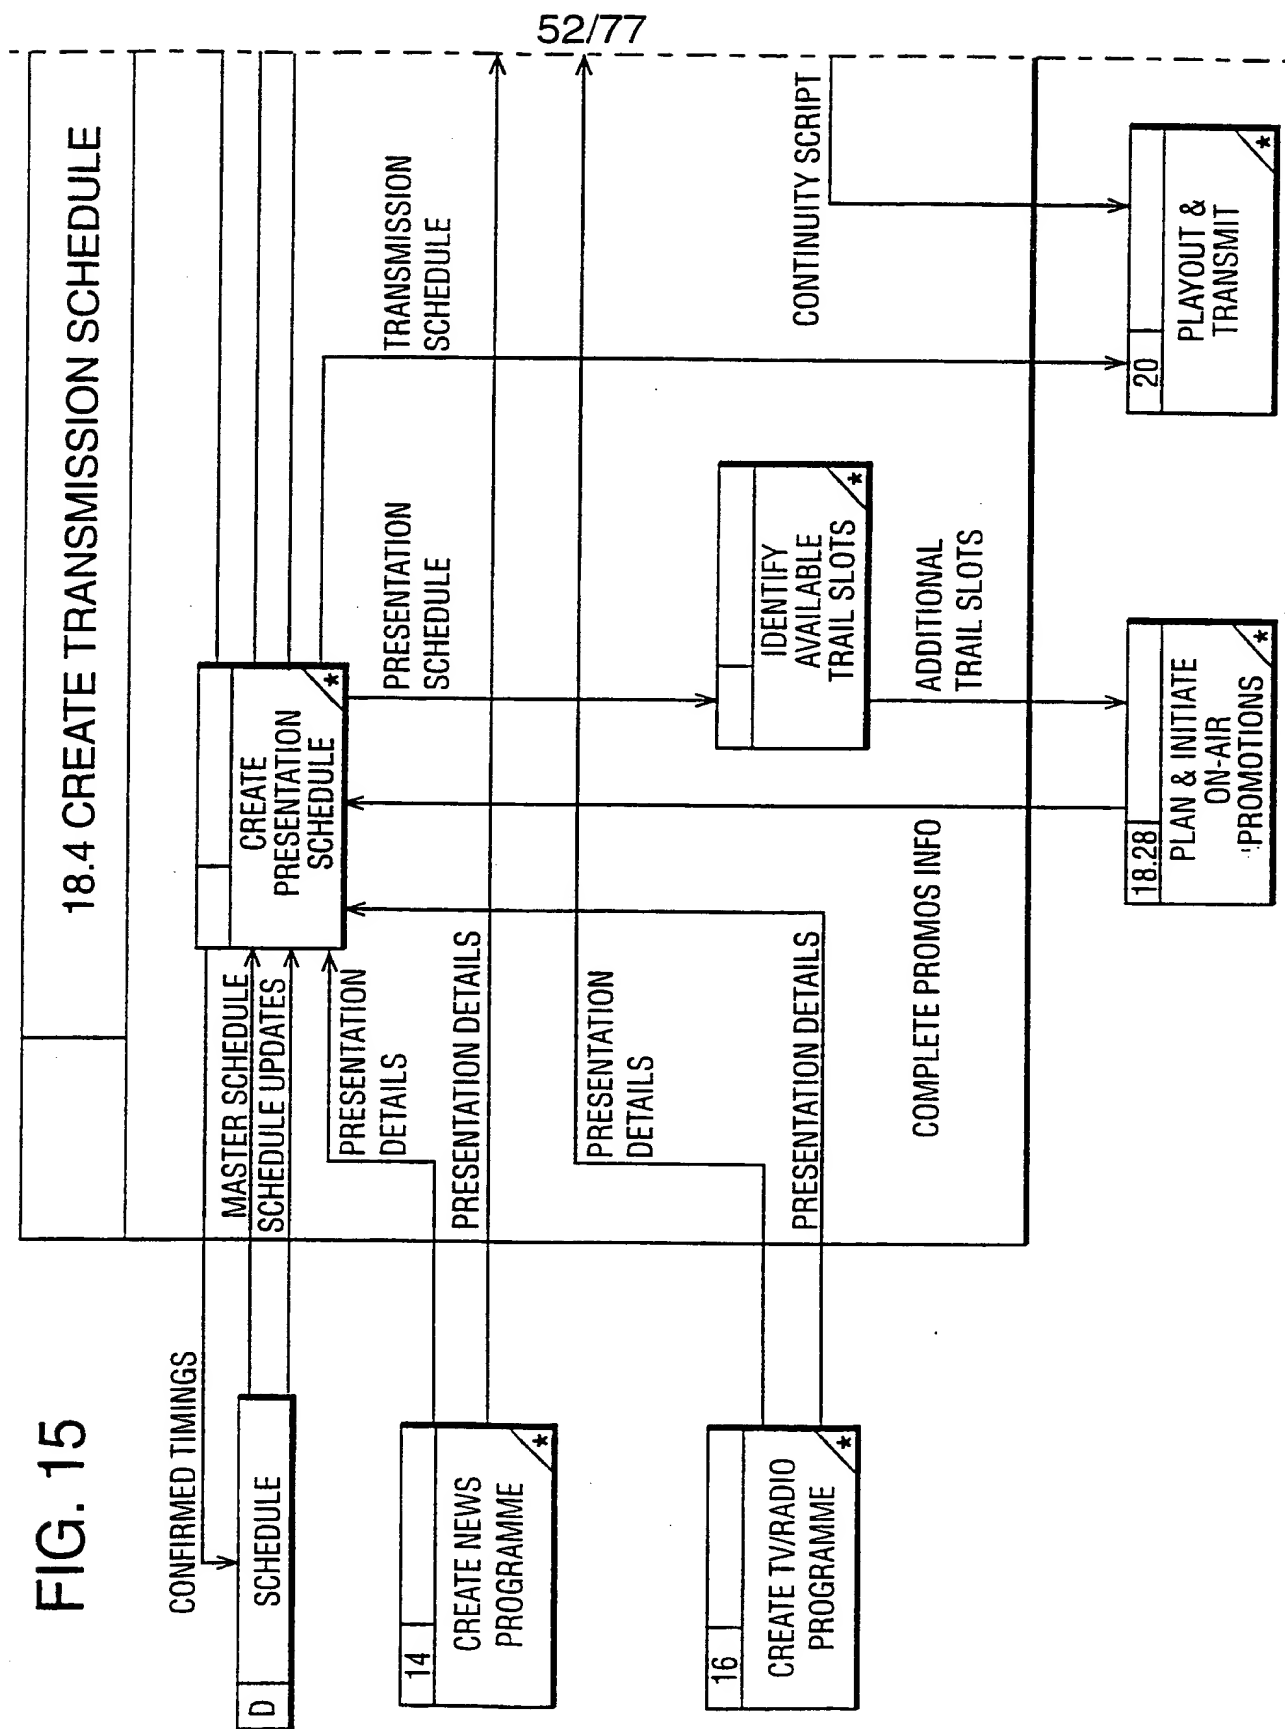 52/77
FIG. 15
18.4 CREATE TRANSMISSION SCHEDULE
CONFIRMED TIMINGS
D
SCHEDULE
MASTER SCHEDULE
SCHEDULE UPDATES
CREATE
PRESENTATION
SCHEDULE
*
PRESENTATION
DETAILS
PRESENTATION
SCHEDULE
TRANSMISSION
SCHEDULE
14
CREATE NEWS
PROGRAMME
*
PRESENTATION DETAILS
PRESENTATION
DETAILS
16
CREATE TV/RADIO
PROGRAMME
*
PRESENTATION DETAILS
IDENTIFY
AVAILABLE
TRAIL SLOTS
*
CONTINUITY SCRIPT
COMPLETE PROMOS INFO
ADDITIONAL
TRAIL SLOTS
18.28
PLAN & INITIATE
ON-AIR
PROMOTIONS
*
20
PLAYOUT &
TRANSMIT
*